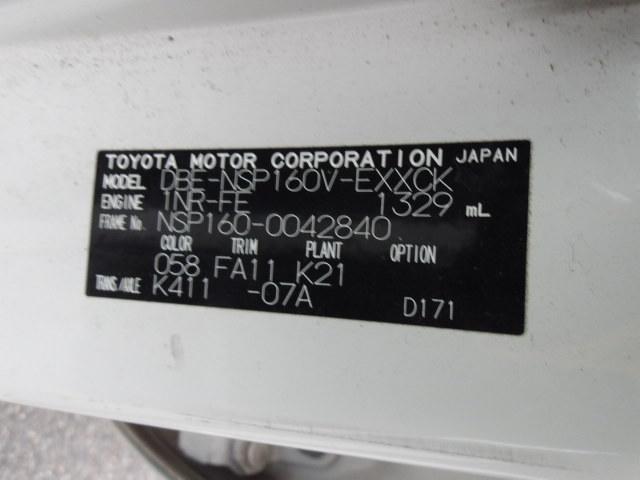 TOYOTA MOTOR CORPORATION JAPAN
MODEL DBE-NSP160V-EXXCK
ENGINE 1NR-FE 1329 mL
FRAME No. NSP160-0042840
COLOR TRIM PLANT OPTION
058 FA11 K21
TRANS/AXLE K411 -07A D171